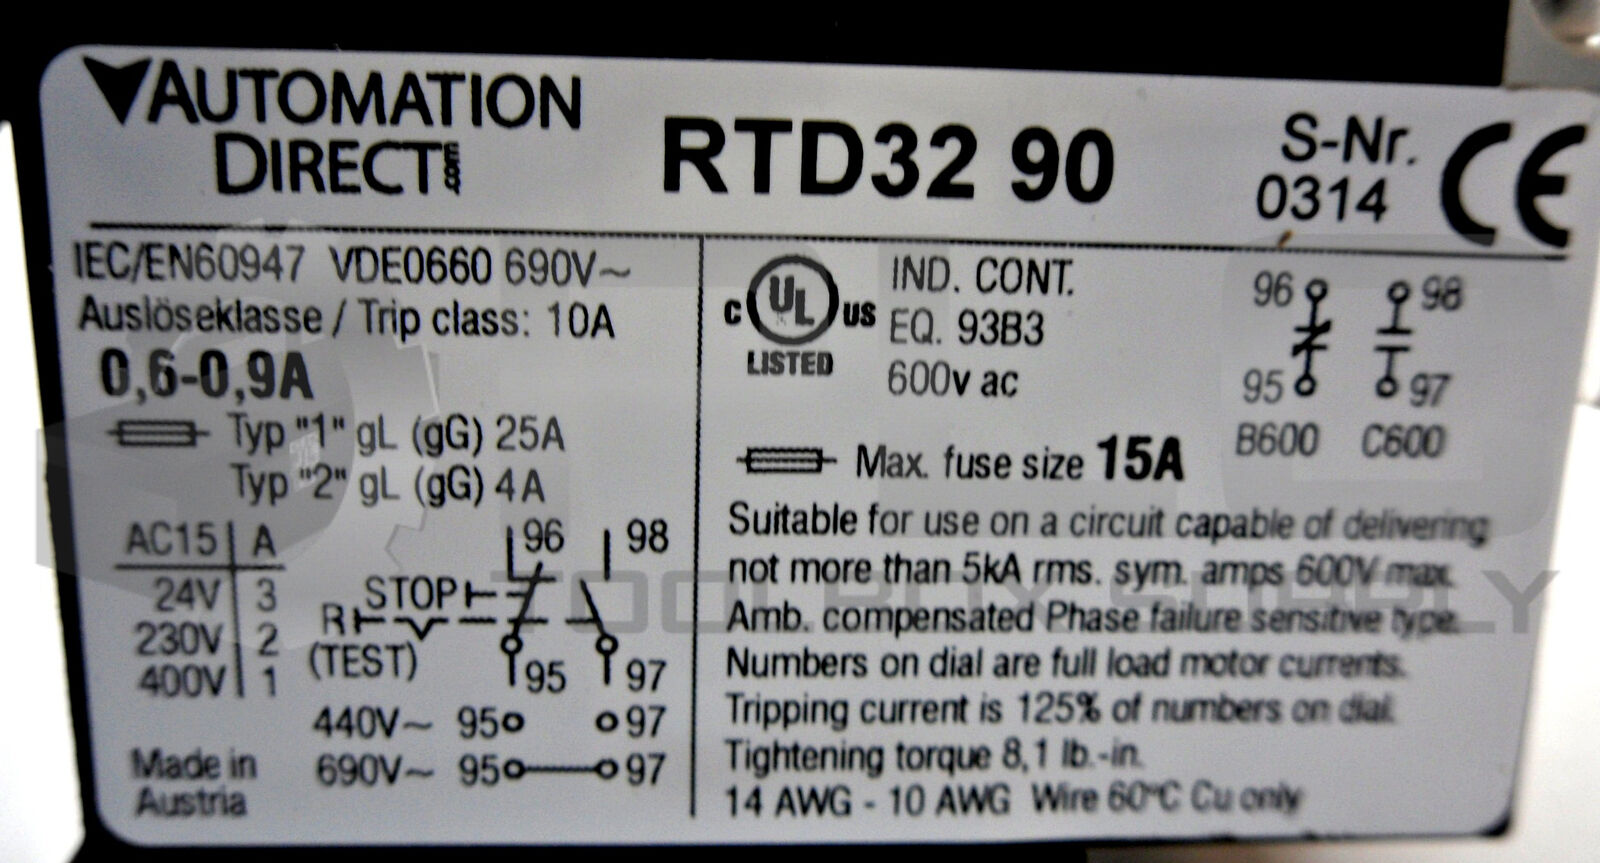 AUTOMATION
DIRECT.com
RTD32 90
S-Nr.
0314
CE
IEC/EN60947 VDE0660 690V~
Auslöseklasse / Trip class: 10A
0,6-0,9A
Typ "1" gL (gG) 25A
Typ "2" gL (gG) 4A
AC15 A
24V 3
230V 2
400V 1
96 98
STOP
R
(TEST)
95 97
440V~ 95 97
690V~ 95 97
Made in
Austria
C UL US
LISTED
IND. CONT.
EQ. 93B3
600v ac
96 98
95 97
B600 C600
Max. fuse size 15A
Suitable for use on a circuit capable of delivering
not more than 5kA rms. sym. amps 600V max.
Amb. compensated Phase failure sensitive type.
Numbers on dial are full load motor currents.
Tripping current is 125% of numbers on dial.
Tightening torque 8,1 lb.-in.
14 AWG - 10 AWG Wire 60°C Cu only
TOOLBOX SUPPLY